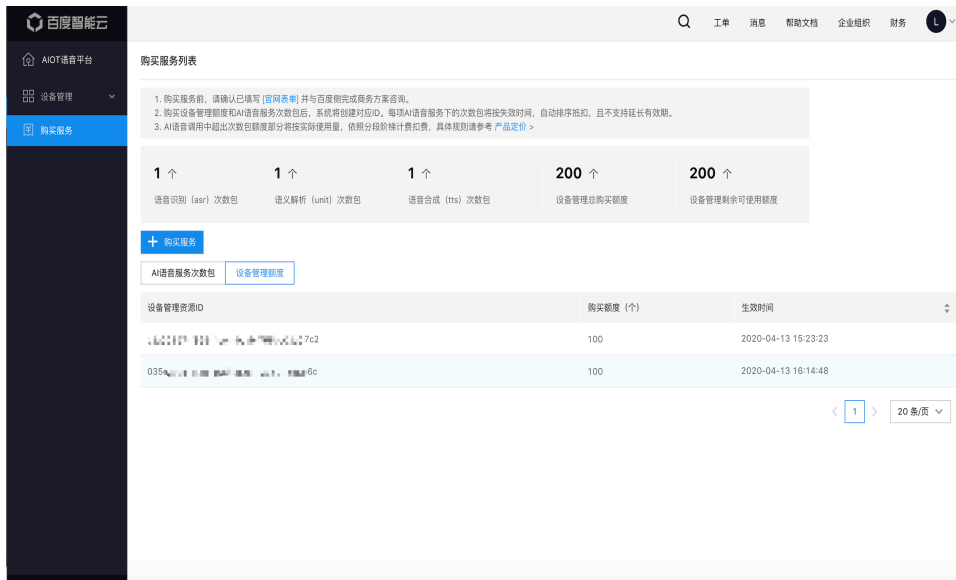 百度智能云
工单 消息 帮助文档 企业组织 财务 L
AIOT语音平台
设备管理
购买服务
购买服务列表
1. 购买服务前，请确认已填写 [官网表单] 并与百度侧完成商务方案咨询。
2. 购买设备管理额度和AI语音服务次数包后，系统将创建对应ID。每项AI语音服务下的次数包将按失效时间，自动排序抵扣，且不支持延长有效期。
3. AI语音调用中超出次数包额度部分将按实际使用量，依照分段阶梯计费扣费，具体规则请参考 产品定价 >
1 个 1 个 1 个 200 个 200 个
语音识别（asr）次数包 语义解析（unit）次数包 语音合成（tts）次数包 设备管理总购买额度 设备管理剩余可使用额度
+ 购买服务
AI语音服务次数包 设备管理额度
设备管理资源ID 购买额度（个） 生效时间
7c2 100 2020-04-13 15:23:23
035 6c 100 2020-04-13 16:14:48
1 20 条/页